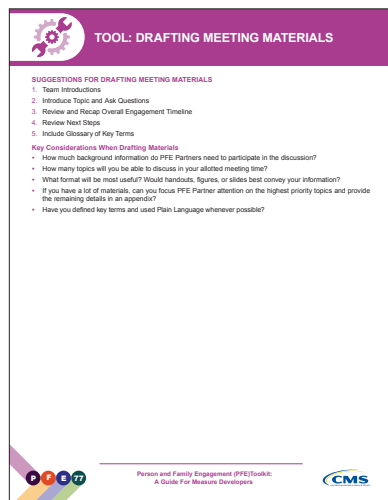 TOOL: DRAFTING MEETING MATERIALS
SUGGESTIONS FOR DRAFTING MEETING MATERIALS
1. Team Introductions
2. Introduce Topic and Ask Questions
3. Review and Recap Overall Engagement Timeline
4. Review Next Steps
5. Include Glossary of Key Terms
Key Considerations When Drafting Materials
• How much background information do PFE Partners need to participate in the discussion?
• How many topics will you be able to discuss in your allotted meeting time?
• What format will be most useful? Would handouts, figures, or slides best convey your information?
• If you have a lot of materials, can you focus PFE Partner attention on the highest priority topics and provide
the remaining details in an appendix?
• Have you defined key terms and used Plain Language whenever possible?
P F E 77
Person and Family Engagement (PFE)Toolkit:
A Guide For Measure Developers
CMS